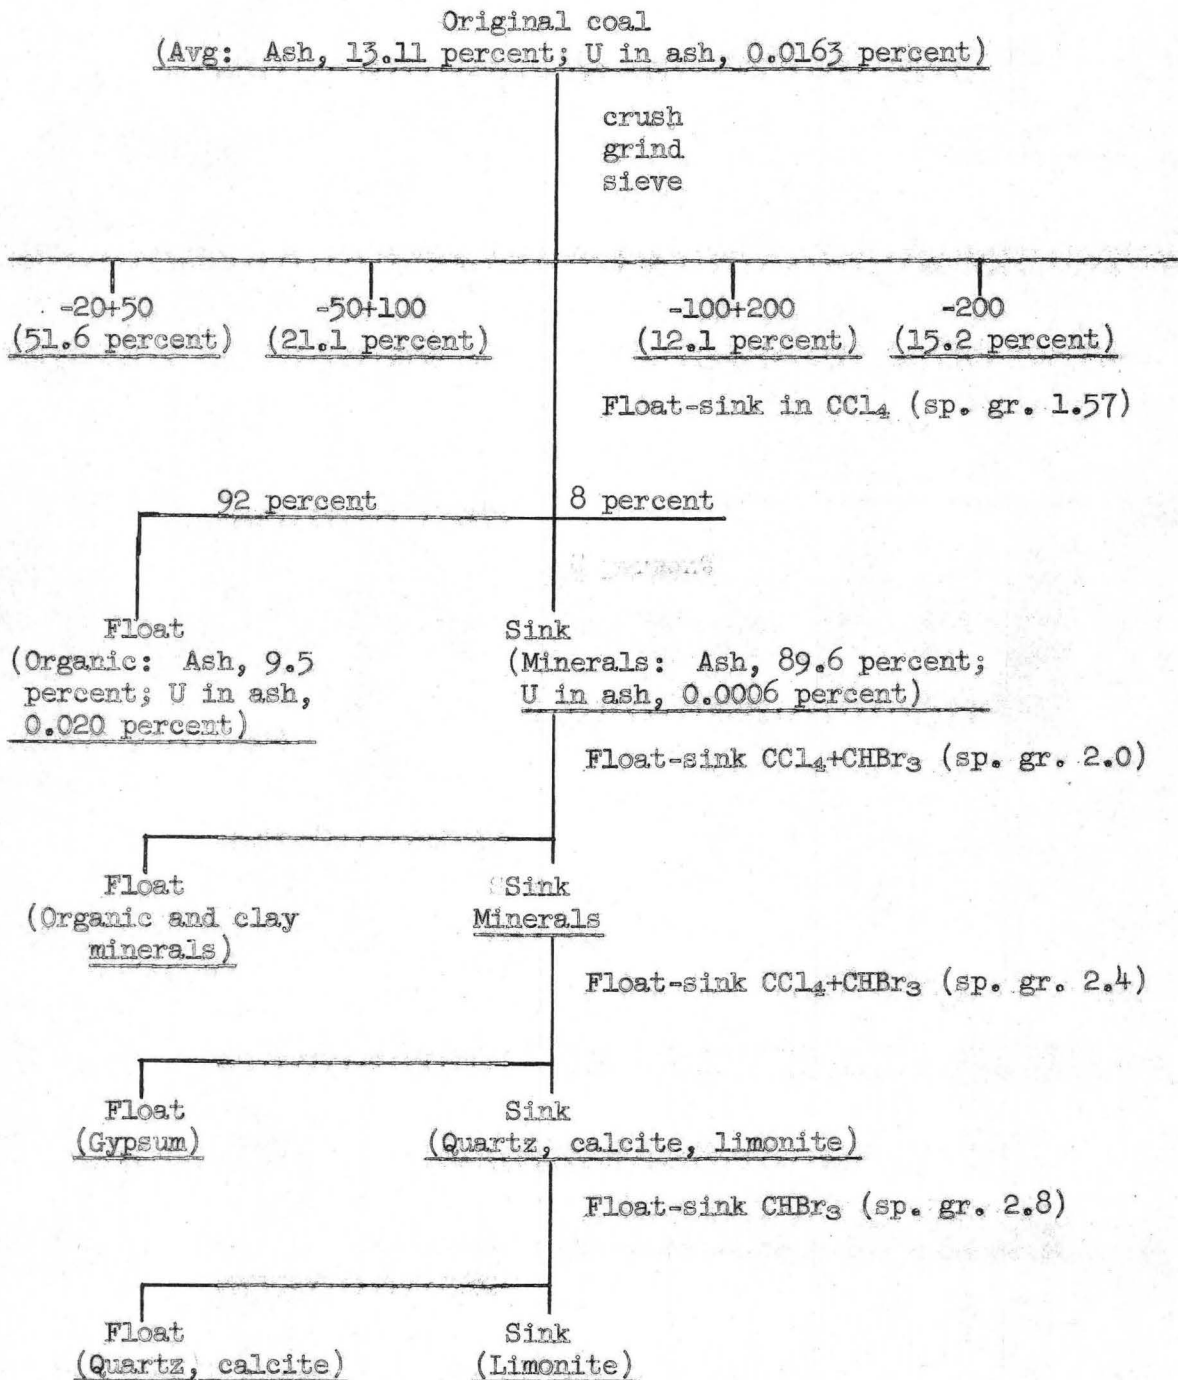 Original coal
(Avg: Ash, 13.11 percent; U in ash, 0.0163 percent)
crush
grind
sieve
-20+50
(51.6 percent)
-50+100
(21.1 percent)
-100+200
(12.1 percent)
-200
(15.2 percent)
Float-sink in CCl₄ (sp. gr. 1.57)
92 percent
8 percent
Float
(Organic: Ash, 9.5
percent; U in ash,
0.020 percent)
Sink
(Minerals: Ash, 89.6 percent;
U in ash, 0.0006 percent)
Float-sink CCl₄+CHBr₃ (sp. gr. 2.0)
Float
(Organic and clay
minerals)
Sink
Minerals
Float-sink CCl₄+CHBr₃ (sp. gr. 2.4)
Float
(Gypsum)
Sink
(Quartz, calcite, limonite)
Float-sink CHBr₃ (sp. gr. 2.8)
Float
(Quartz, calcite)
Sink
(Limonite)